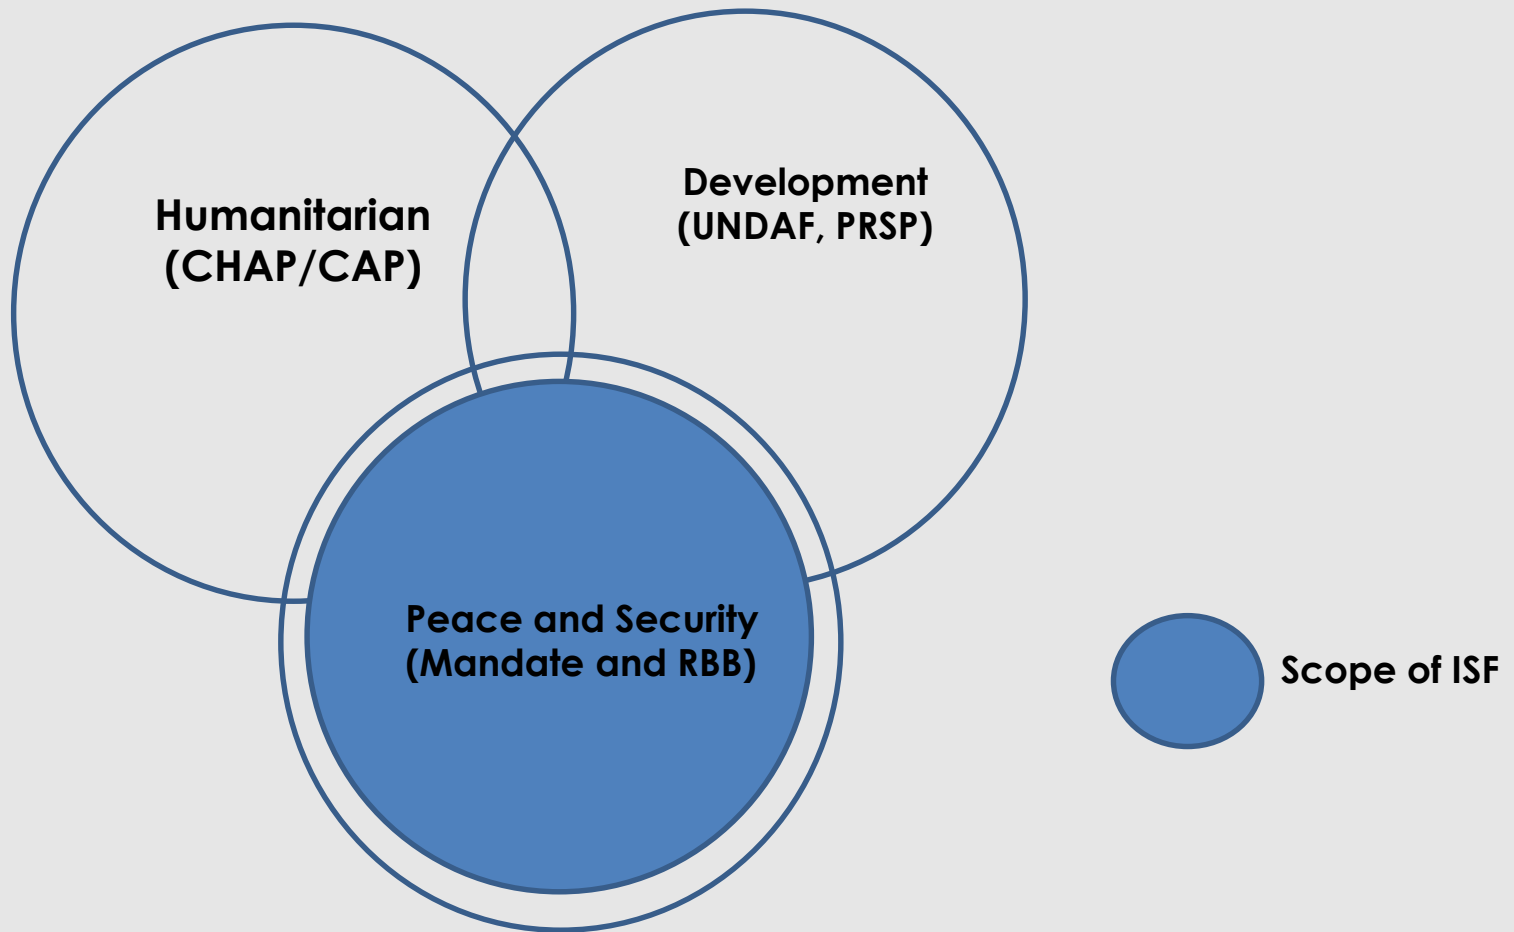 Humanitarian
(CHAP/CAP)
Development
(UNDAF, PRSP)
Peace and Security
(Mandate and RBB)
Scope of ISF